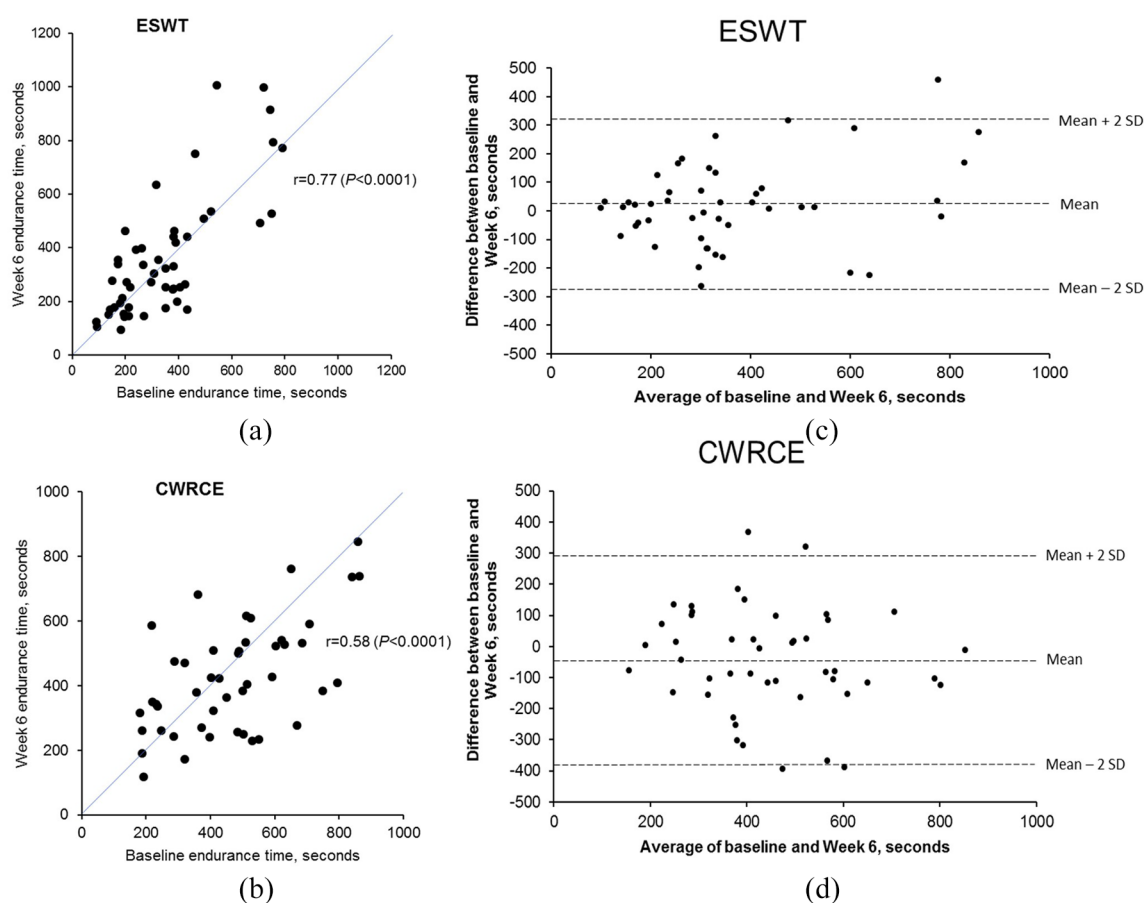 ESWT
1200
1000
800
600
400
200
0
Week 6 endurance time, seconds
r=0.77 (P<0.0001)
0 200 400 600 800 1000 1200
Baseline endurance time, seconds
(a)
ESWT
500
400
300
200
100
0
-100
-200
-300
-400
-500
Difference between baseline and
Week 6, seconds
Mean + 2 SD
Mean
Mean – 2 SD
0 200 400 600 800 1000
Average of baseline and Week 6, seconds
(c)
CWRCE
1000
800
600
400
200
0
Week 6 endurance time, seconds
r=0.58 (P<0.0001)
0 200 400 600 800 1000
Baseline endurance time, seconds
(b)
CWRCE
500
400
300
200
100
0
-100
-200
-300
-400
-500
Difference between baseline and
Week 6, seconds
Mean + 2 SD
Mean
Mean – 2 SD
0 200 400 600 800 1000
Average of baseline and Week 6, seconds
(d)